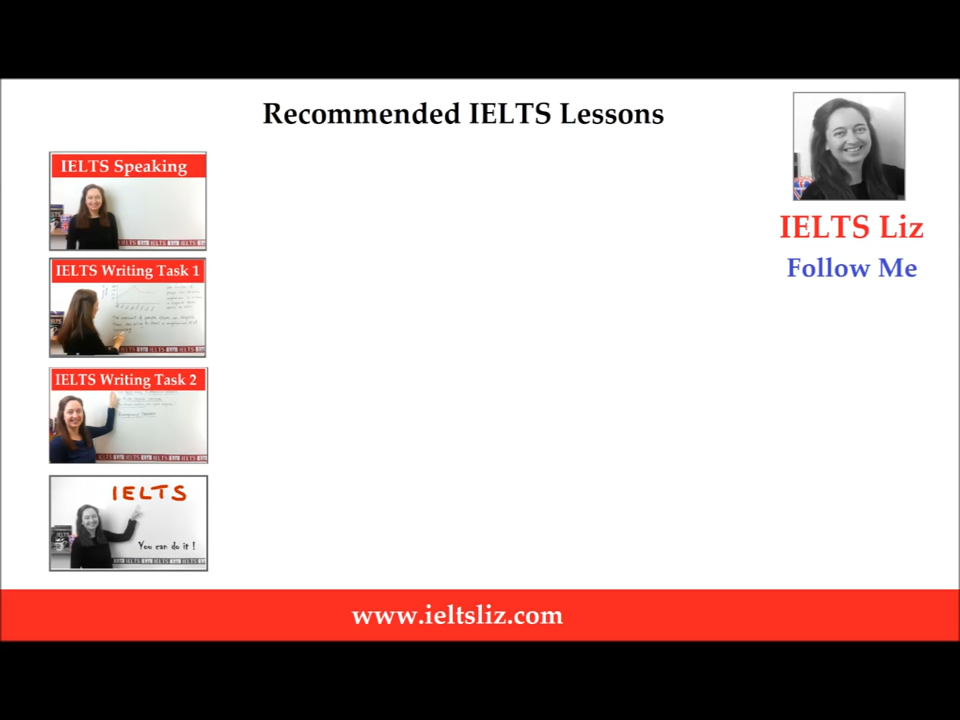 Recommended IELTS Lessons
IELTS Speaking
IELTS Writing Task 1
IELTS Writing Task 2
IELTS
You can do it !
IELTS Liz
Follow Me
www.ieltsliz.com